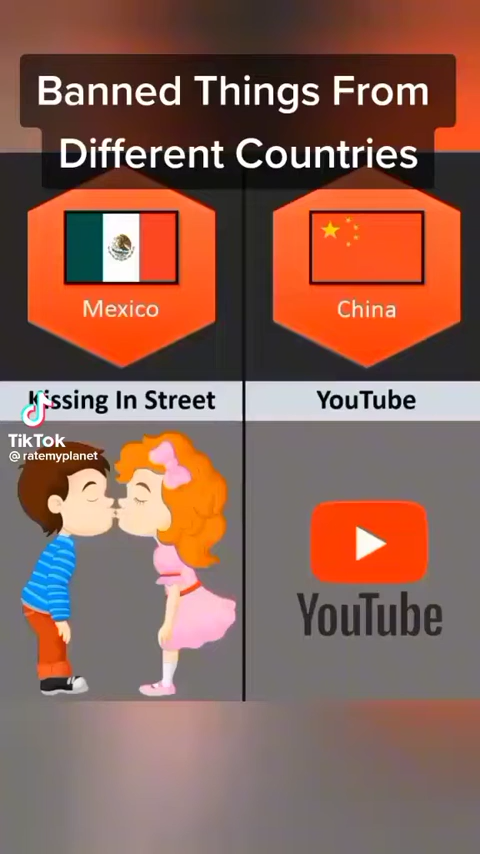 Banned Things From
Different Countries
Mexico
China
Kissing In Street
YouTube
TikTok
@ratemyplanet
YouTube